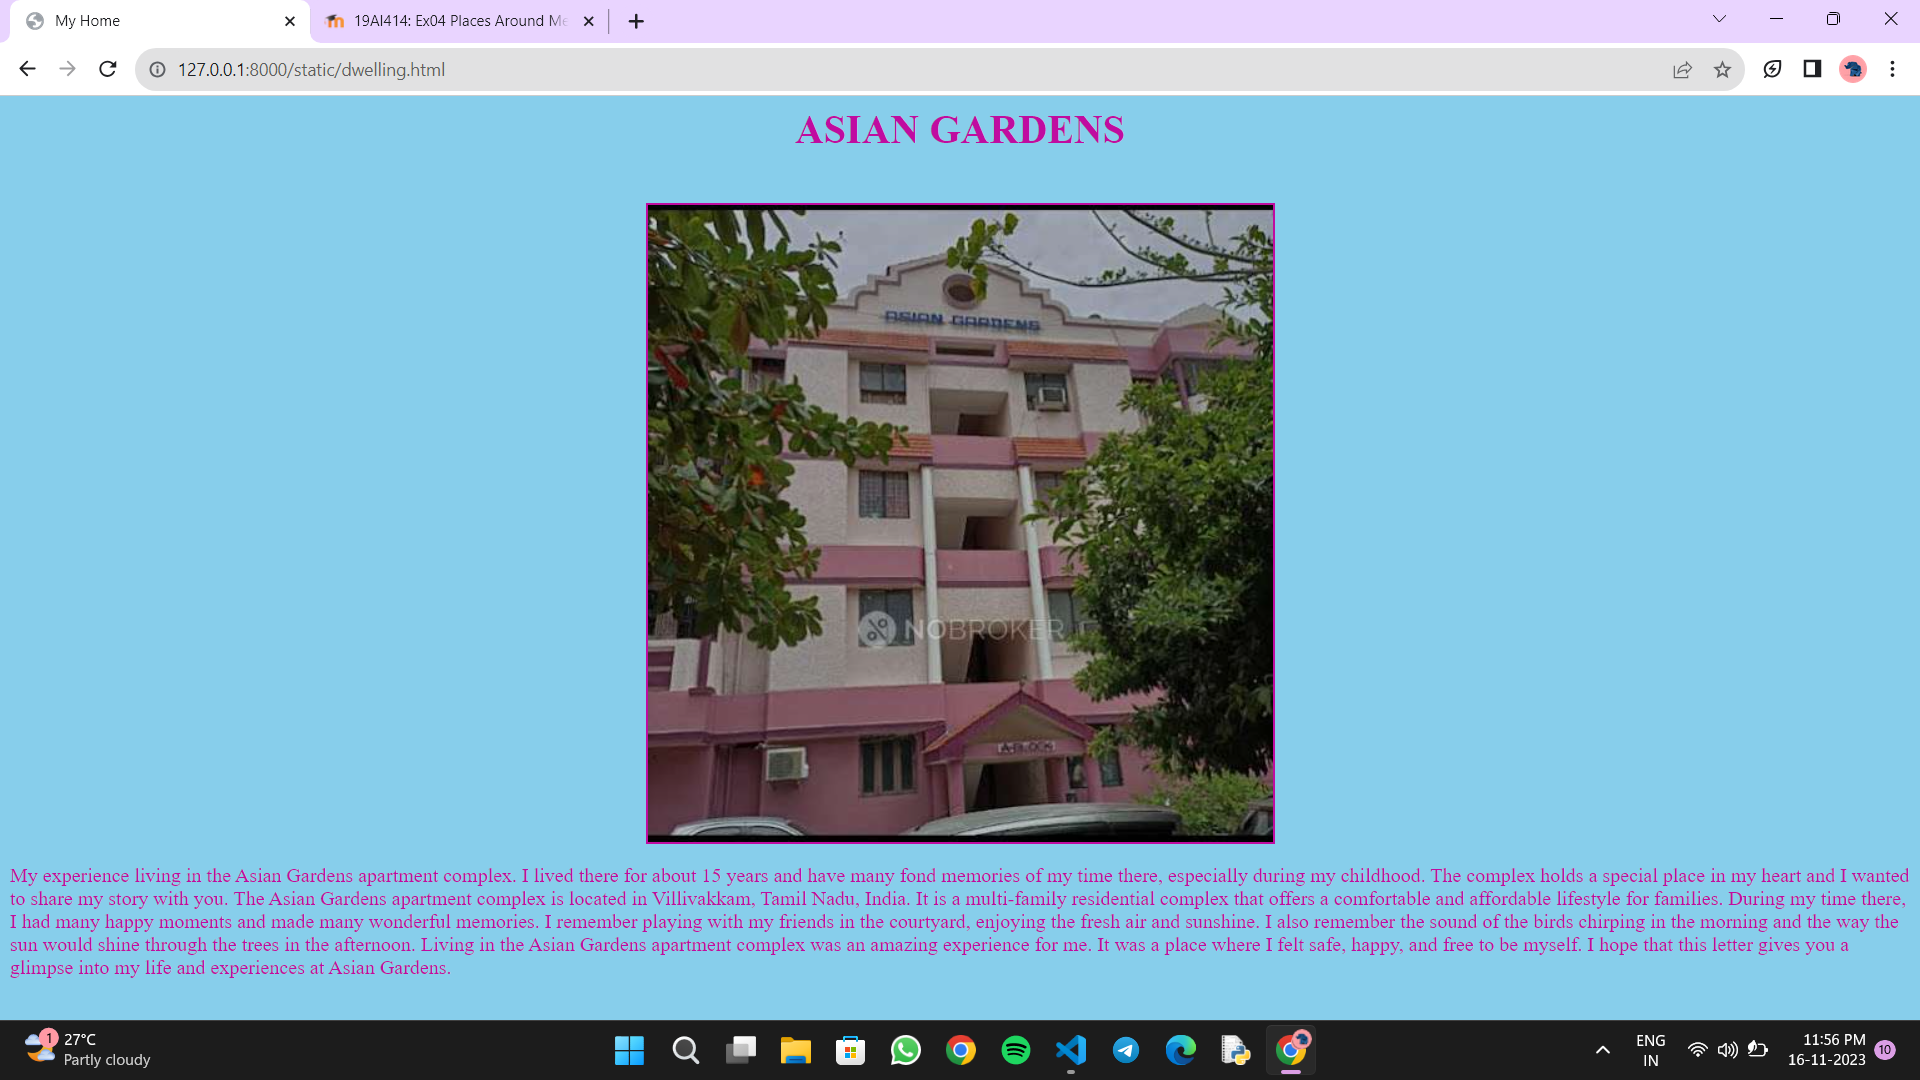 My Home
19AI414: Ex04 Places Around Me
127.0.0.1:8000/static/dwelling.html
ASIAN GARDENS
ASIAN GARDENS
NOBROKER
A-BLOCK
My experience living in the Asian Gardens apartment complex. I lived there for about 15 years and have many fond memories of my time there, especially during my childhood. The complex holds a special place in my heart and I wanted
to share my story with you. The Asian Gardens apartment complex is located in Villivakkam, Tamil Nadu, India. It is a multi-family residential complex that offers a comfortable and affordable lifestyle for families. During my time there,
I had many happy moments and made many wonderful memories. I remember playing with my friends in the courtyard, enjoying the fresh air and sunshine. I also remember the sound of the birds chirping in the morning and the way the
sun would shine through the trees in the afternoon. Living in the Asian Gardens apartment complex was an amazing experience for me. It was a place where I felt safe, happy, and free to be myself. I hope that this letter gives you a
glimpse into my life and experiences at Asian Gardens.
1
27°C
Partly cloudy
ENG
IN
11:56 PM
16-11-2023
10